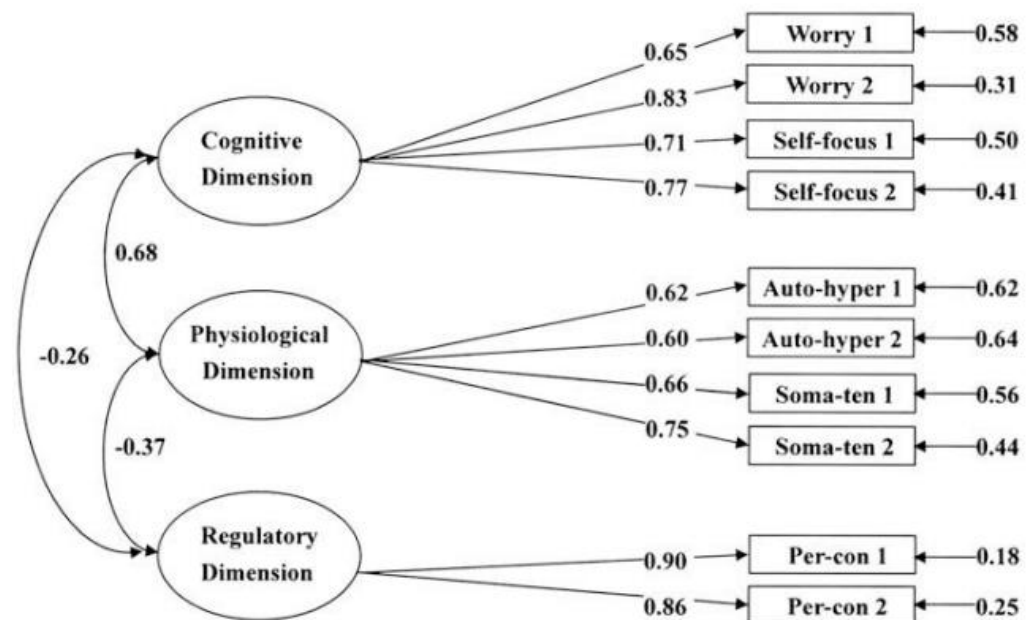 Worry 1
0.58
0.65
Worry 2
0.31
0.83
Cognitive
Dimension
0.71
Self-focus 1
0.50
0.77
Self-focus 2
0.41
0.68
Auto-hyper 1
0.62
0.62
Physiological
Dimension
0.60
Auto-hyper 2
0.64
-0.26
0.66
Soma-ten 1
0.56
0.75
Soma-ten 2
0.44
-0.37
Regulatory
Dimension
0.90
Per-con 1
0.18
0.86
Per-con 2
0.25